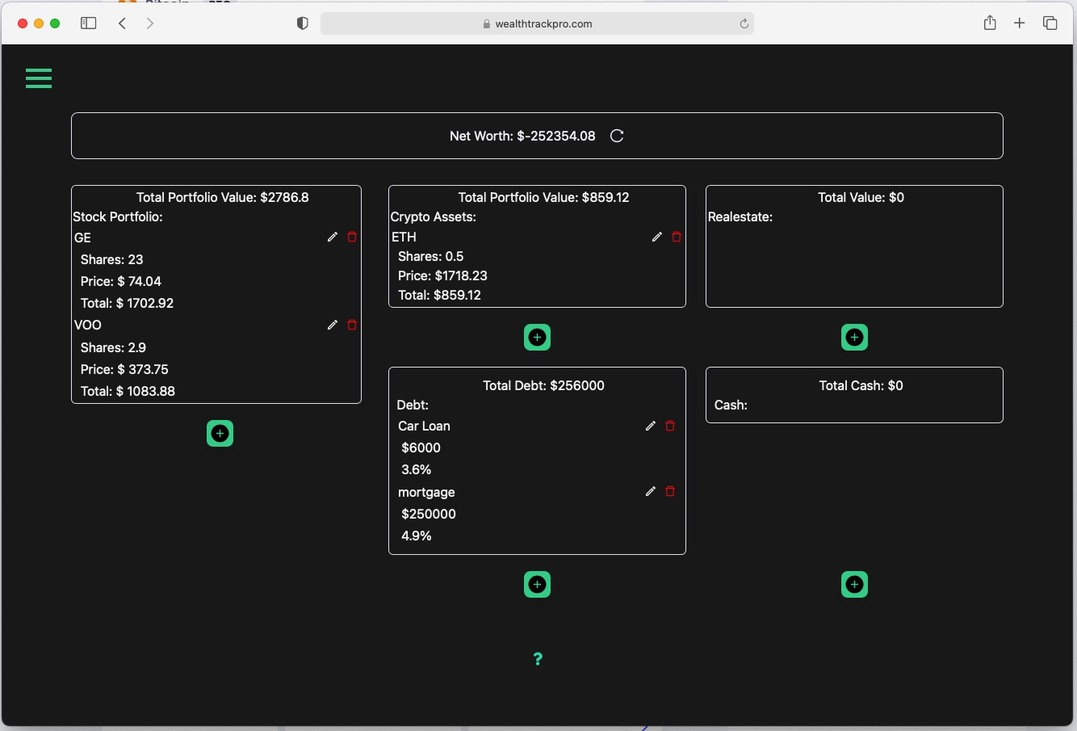 wealthtrackpro.com
Net Worth: $-252354.08
Total Portfolio Value: $2786.8
Stock Portfolio:
GE
Shares: 23
Price: $ 74.04
Total: $ 1702.92
VOO
Shares: 2.9
Price: $ 373.75
Total: $ 1083.88
Total Portfolio Value: $859.12
Crypto Assets:
ETH
Shares: 0.5
Price: $1718.23
Total: $859.12
Total Value: $0
Realestate:
Total Debt: $256000
Debt:
Car Loan
$6000
3.6%
mortgage
$250000
4.9%
Total Cash: $0
Cash:
?